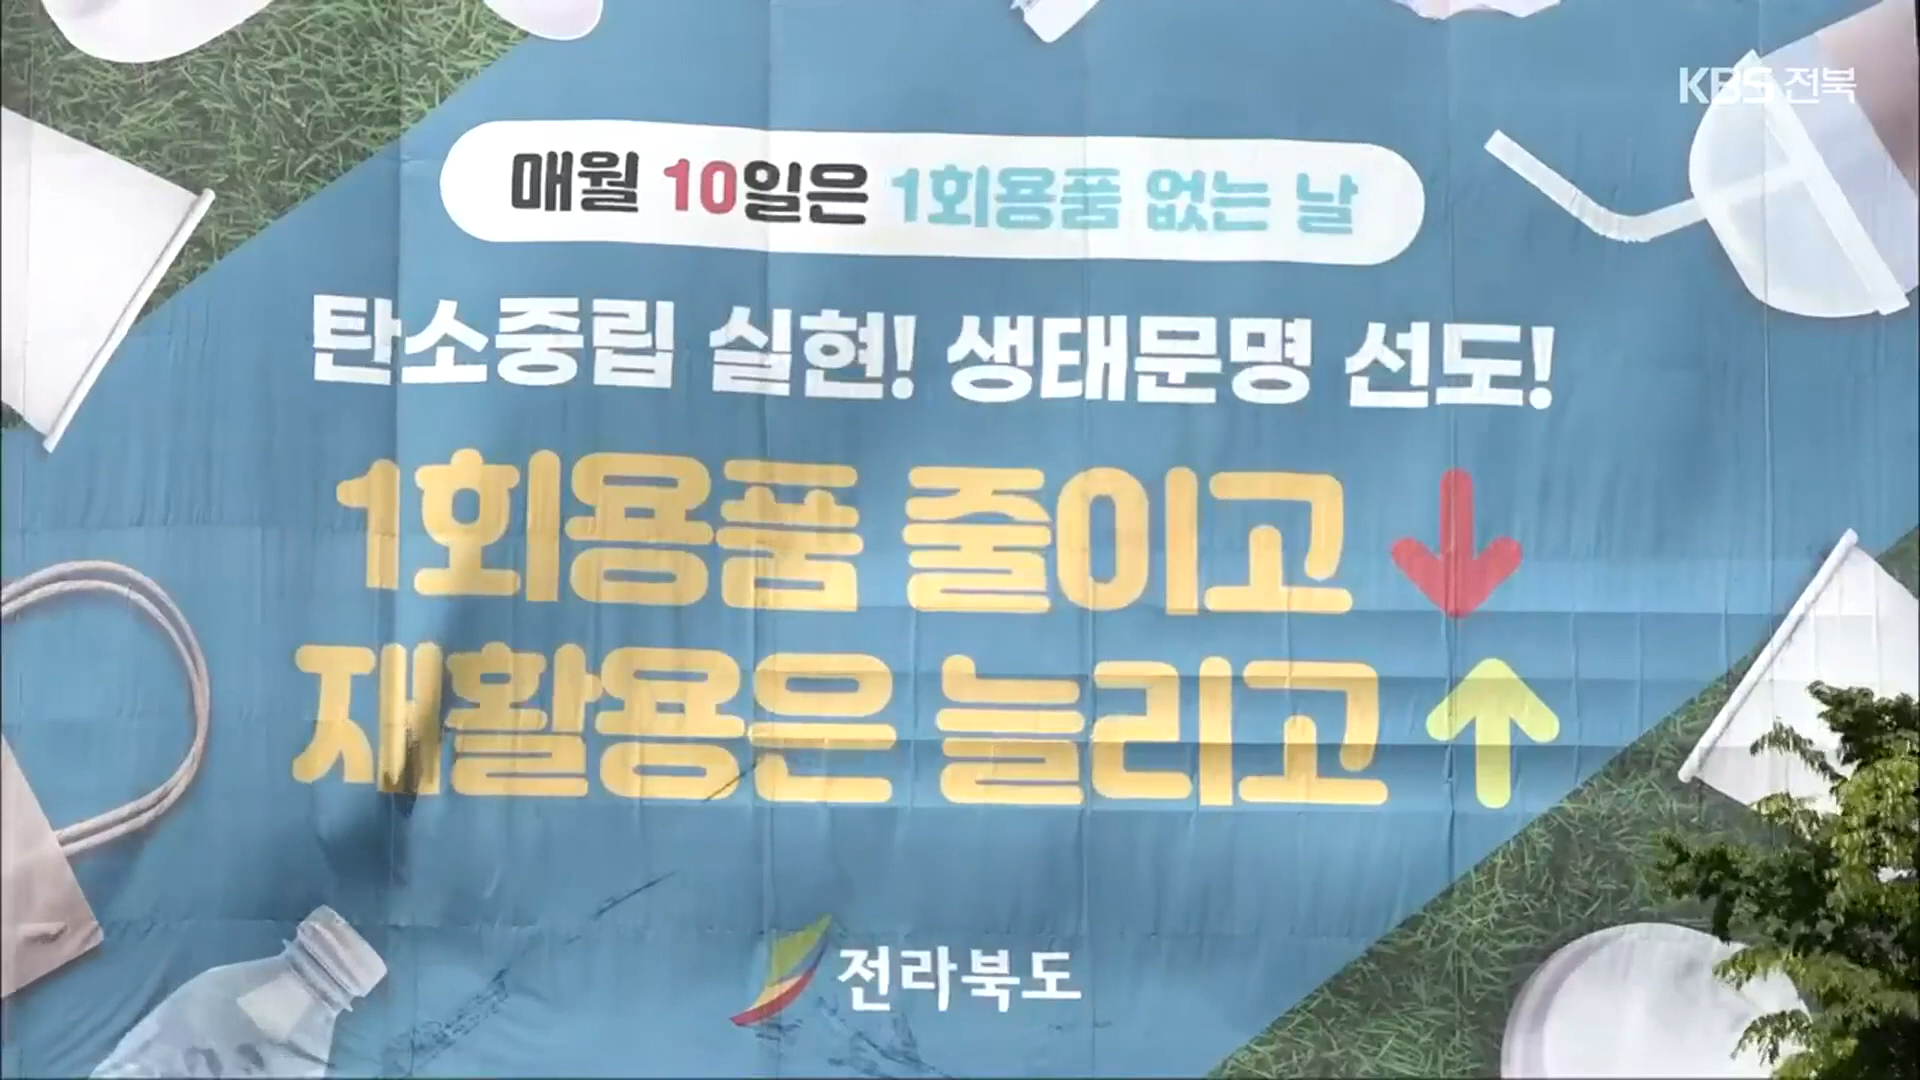 KBS 전북
매월 10일은 1회용품 없는 날
탄소중립 실현! 생태문명 선도!
1회용품 줄이고
재활용은 늘리고
전라북도